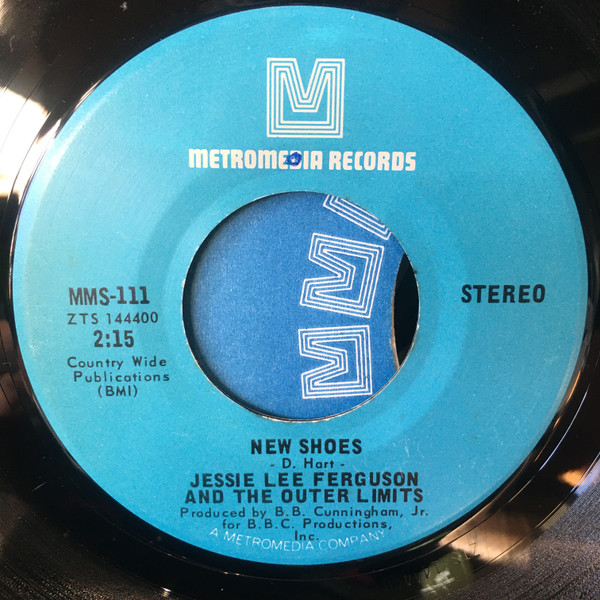 M
METROMEDIA RECORDS
MMS-111
ZTS 144400
2:15
Country Wide
Publications
(BMI)
STEREO
M M M
NEW SHOES
- D. Hart -
JESSIE LEE FERGUSON
AND THE OUTER LIMITS
Produced by B.B. Cunningham, Jr.
for B.B.C. Productions,
Inc.
A METROMEDIA COMPANY